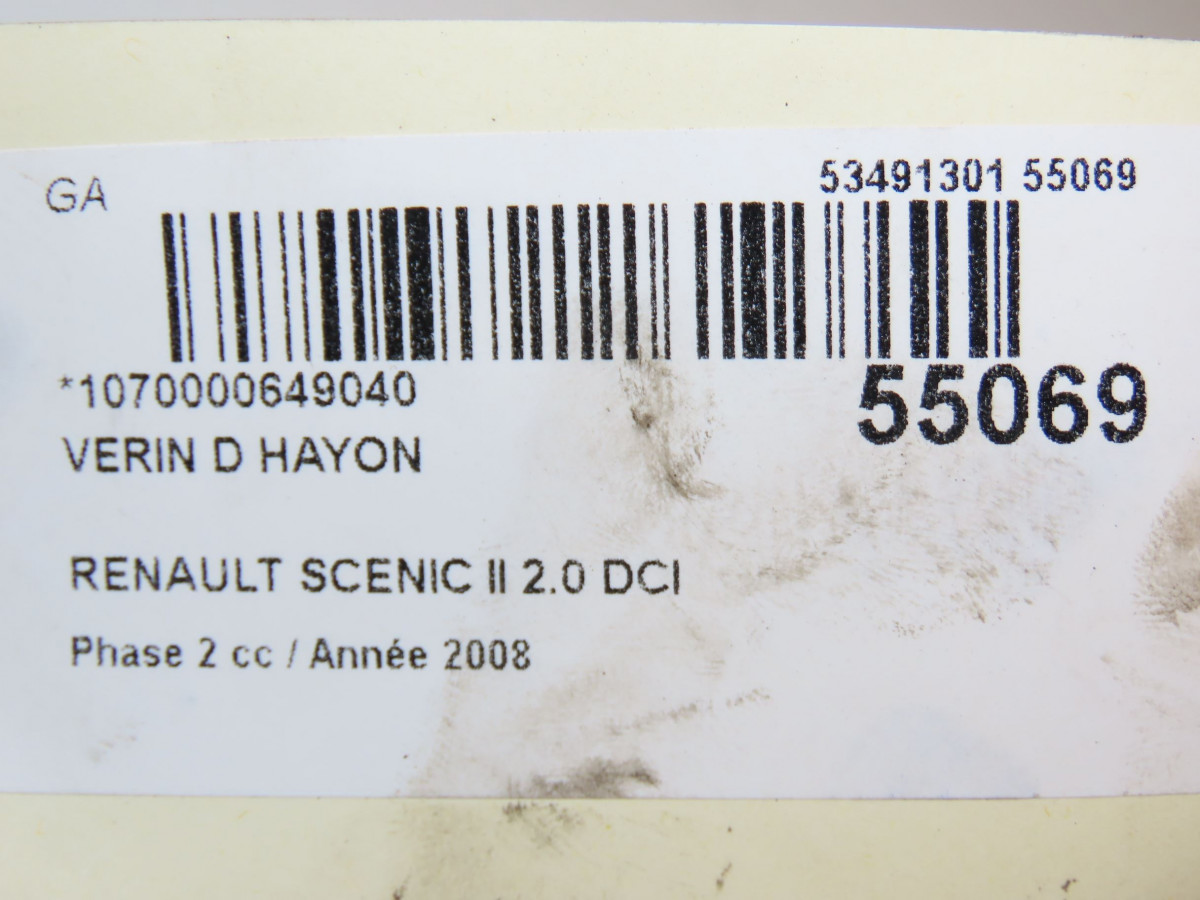 GA
53491301 55069
*1070000649040
55069
VERIN D HAYON
RENAULT SCENIC II 2.0 DCI
Phase 2 cc / Année 2008